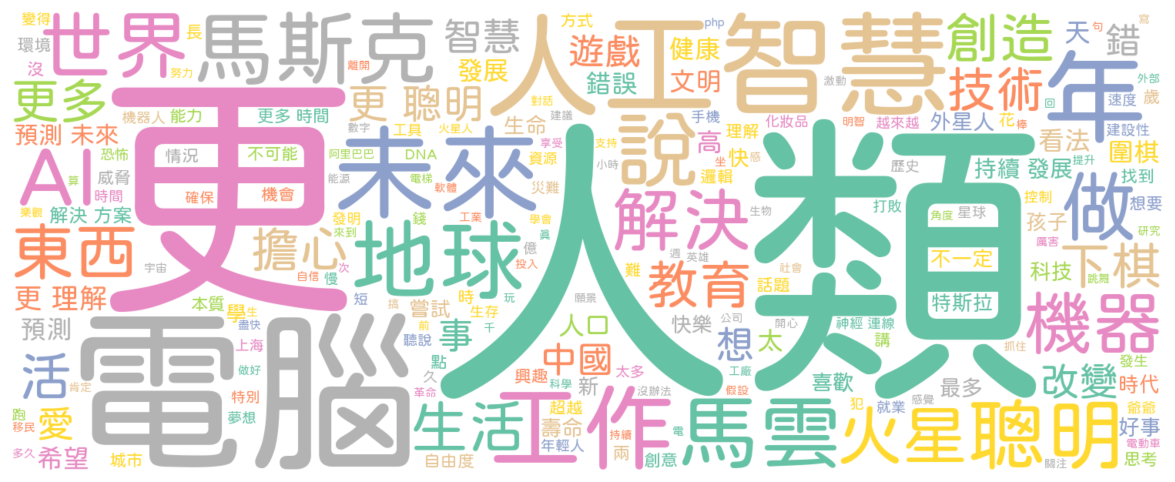 變得
世界
馬斯克
智慧
方式
人工智慧
php
遊戲
健康
創造
天
句
寫
錯
環境
長
沒
努力
發展
離開
錯誤
文明
技術
年
外部
激動
回
速度
更多
更 聰明
對話
機器人
能力
更多 時間
生命
建議
說
手機
化妝品
明智
越來越
外星人
花
棒
歲
預測 未來
更
人類
數字
工具
火星人
享受
支持
高
理解
看法
建設性
圍棋
AI
恐怖
情況
不可能
阿里巴巴
DNA
資源
小時
快
坐
感
歷史
持續 發展
提升
找到
算
威脅
時間
確保
機會
能源
電梯
軟體
未來
災難
邏輯
解決
打敗
角度
星球
控制
想要
樂觀
解決 方案
發明
來到
錢
工業
學會
真
生物
孩子
厲害
做
研究
東西
擔心
地球
億
週
英雄
不一定
下棋
宇宙
自信
次
慢
投入
難
教育
社會
話題
科技
跳舞
更 理解
本質
短
玩
願景
特斯拉
機器
預測
學
生
嘗試
時
生存
千
人口
快樂
開心
公司
神經 連線
盡快
搞
前
電腦
聽說
事
想
太
講
抓住
活
上海
做好
點
中國
工廠
喜歡
改變
發生
肯定
特別
久
革命
興趣
科學
太多
新
沒辦法
假設
最多
時代
跑
移民
愛
夢想
生活
超越
工作
壽命
持續
電
馬雲
犯
就業
感覺
火星
聰明
爺爺
好事
多久
希望
城市
自由度
年輕人
兩
創意
關注
電動車
思考